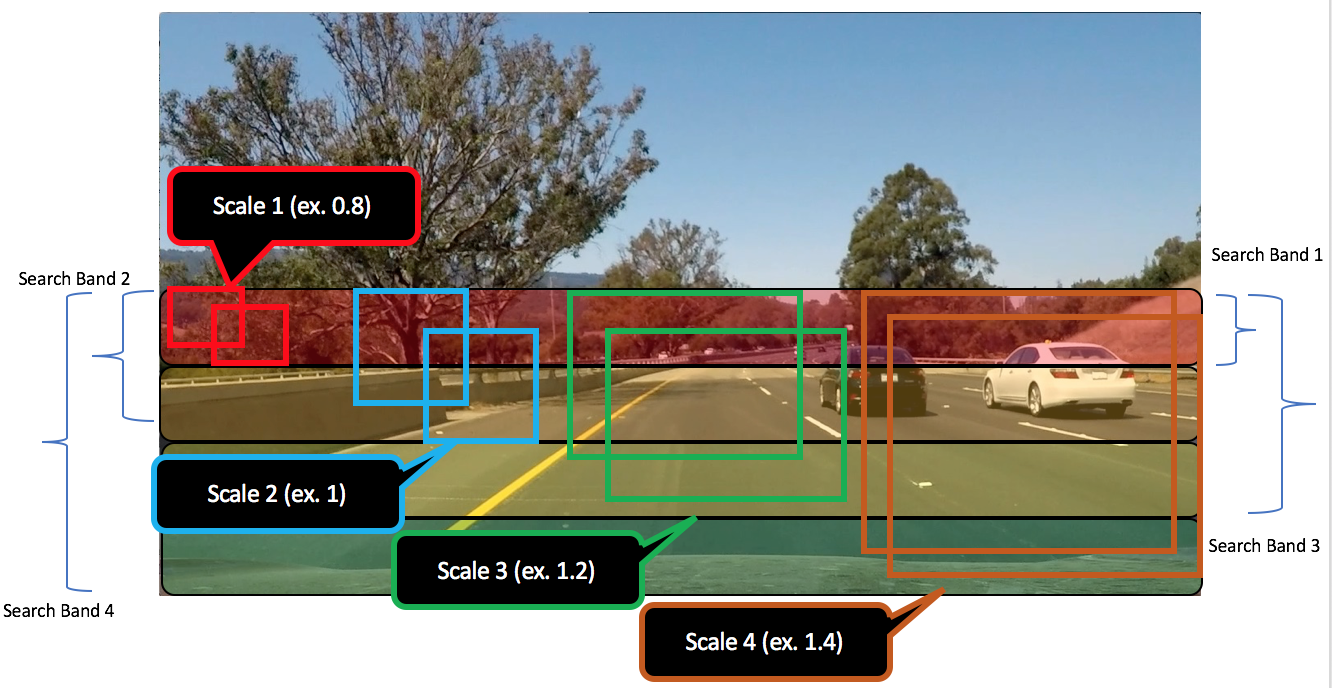 Scale 1 (ex. 0.8)
Search Band 1
Search Band 2
Scale 2 (ex. 1)
Search Band 3
Scale 3 (ex. 1.2)
Search Band 4
Scale 4 (ex. 1.4)